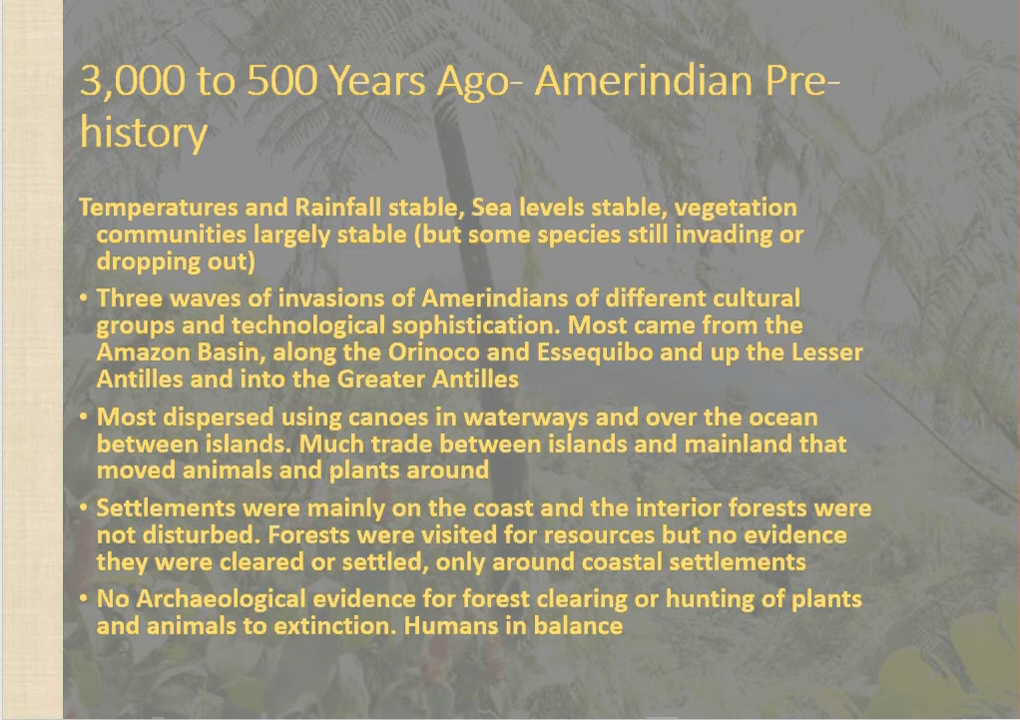 3,000 to 500 Years Ago- Amerindian Pre-
history
Temperatures and Rainfall stable, Sea levels stable, vegetation
communities largely stable (but some species still invading or
dropping out)
• Three waves of invasions of Amerindians of different cultural
groups and technological sophistication. Most came from the
Amazon Basin, along the Orinoco and Essequibo and up the Lesser
Antilles and into the Greater Antilles
• Most dispersed using canoes in waterways and over the ocean
between islands. Much trade between islands and mainland that
moved animals and plants around
• Settlements were mainly on the coast and the interior forests were
not disturbed. Forests were visited for resources but no evidence
they were cleared or settled, only around coastal settlements
• No Archaeological evidence for forest clearing or hunting of plants
and animals to extinction. Humans in balance